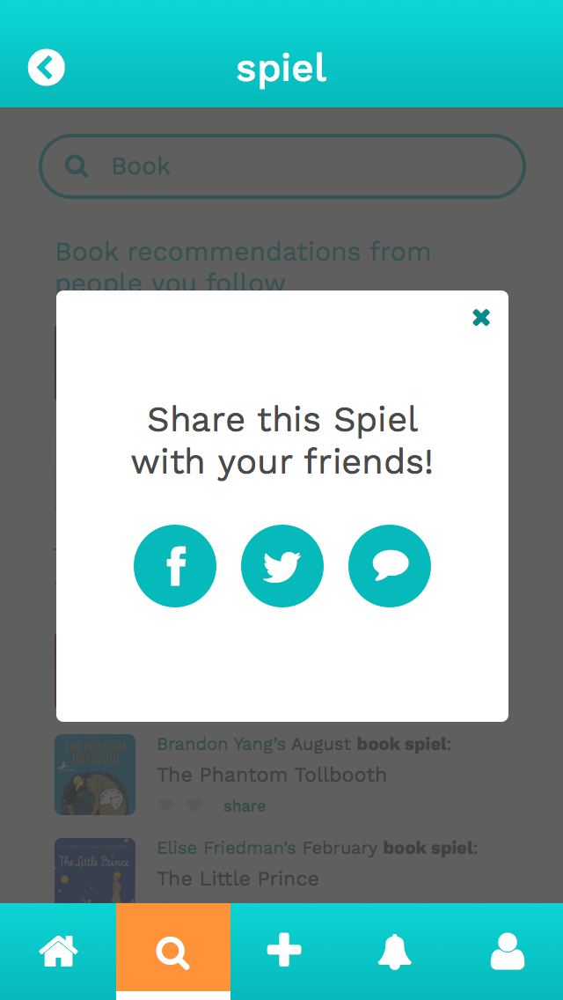 spiel
Book
Book recommendations from
people you follow
Share this Spiel
with your friends!
THE PHANTOM
TOLLBOOTH
Brandon Yang's August book spiel:
The Phantom Tollbooth
share
The Little Prince
Elise Friedman's February book spiel:
The Little Prince